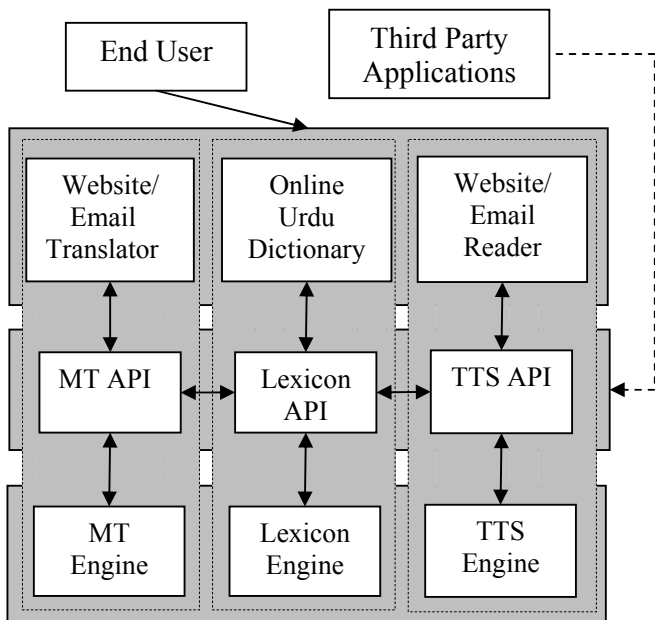 End User
Third Party
Applications
Website/
Email
Translator
Online
Urdu
Dictionary
Website/
Email
Reader
MT API
Lexicon
API
TTS API
MT
Engine
Lexicon
Engine
TTS
Engine